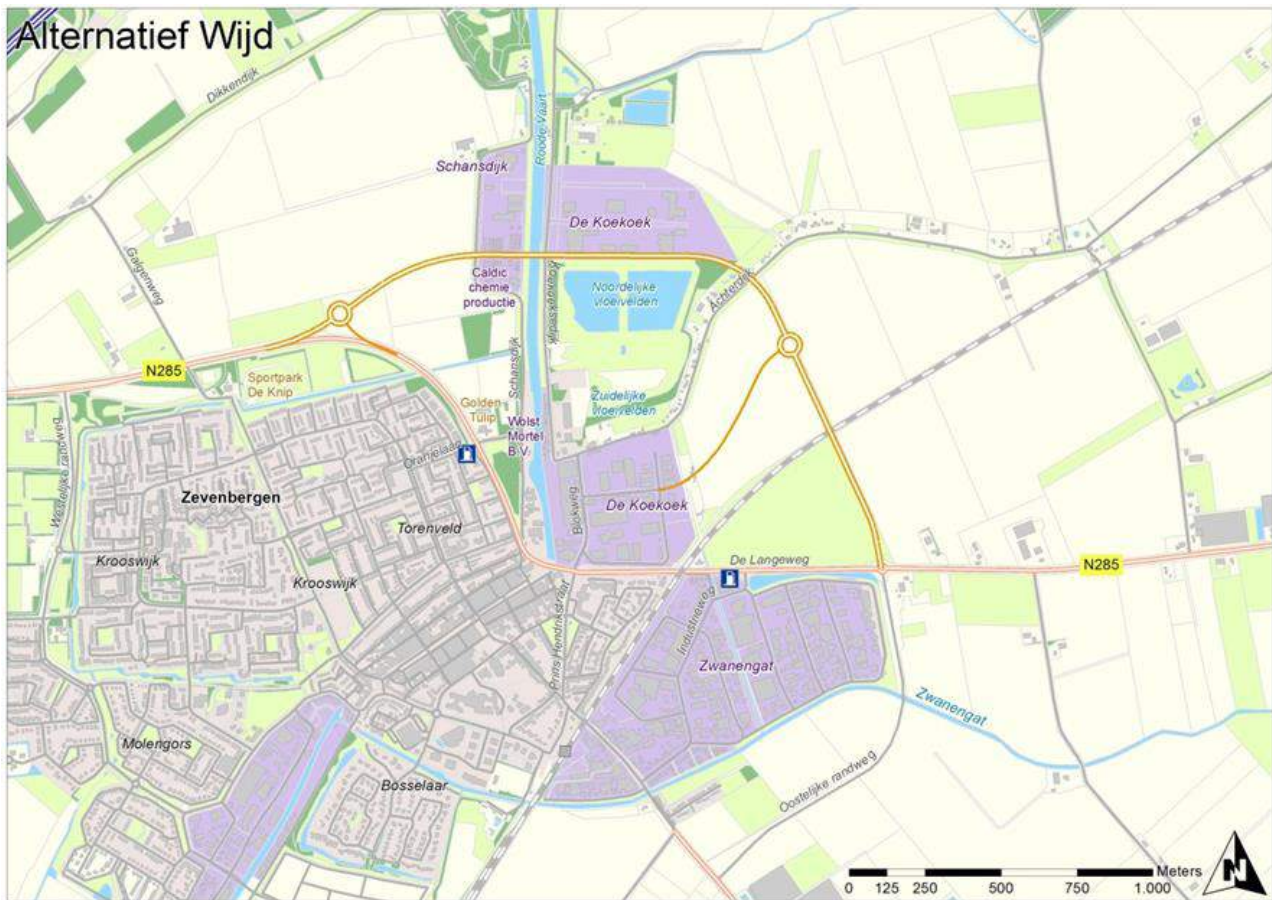 Alternatief Wijd
Dikkendijk
Roode Vaart
Schansdijk
De Koekoek
Galgenweg
Caldic
chemie
productie
Koekoeksedijk
Noordelijke
vloeivelden
Achterdijk
N285
Sportpark
De Knip
Schansdijk
Golden
Tulip
Zuidelijke
vloeivelden
Wolst
Mortel
B.V.
Westelijke randweg
Oranjelaan
Zevenbergen
Torenveld
Blokweg
De Koekoek
Krooswijk
Krooswijk
De Langeweg
N285
Prins Hendrikstraat
Industrieweg
Zwanengat
Zwanengat
Molengors
Bosselaar
Oostelijke randweg
0 125 250 500 750 1.000 Meters
N